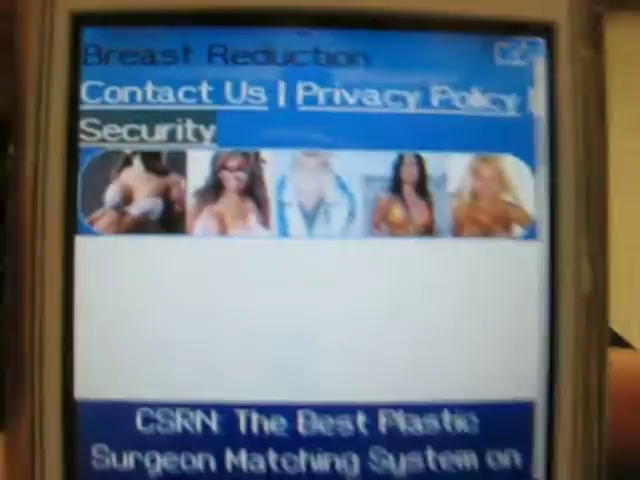 Breast Reduction
Contact Us | Privacy Policy |
Security
CSRN: The Best Plastic
Surgeon Matching System on